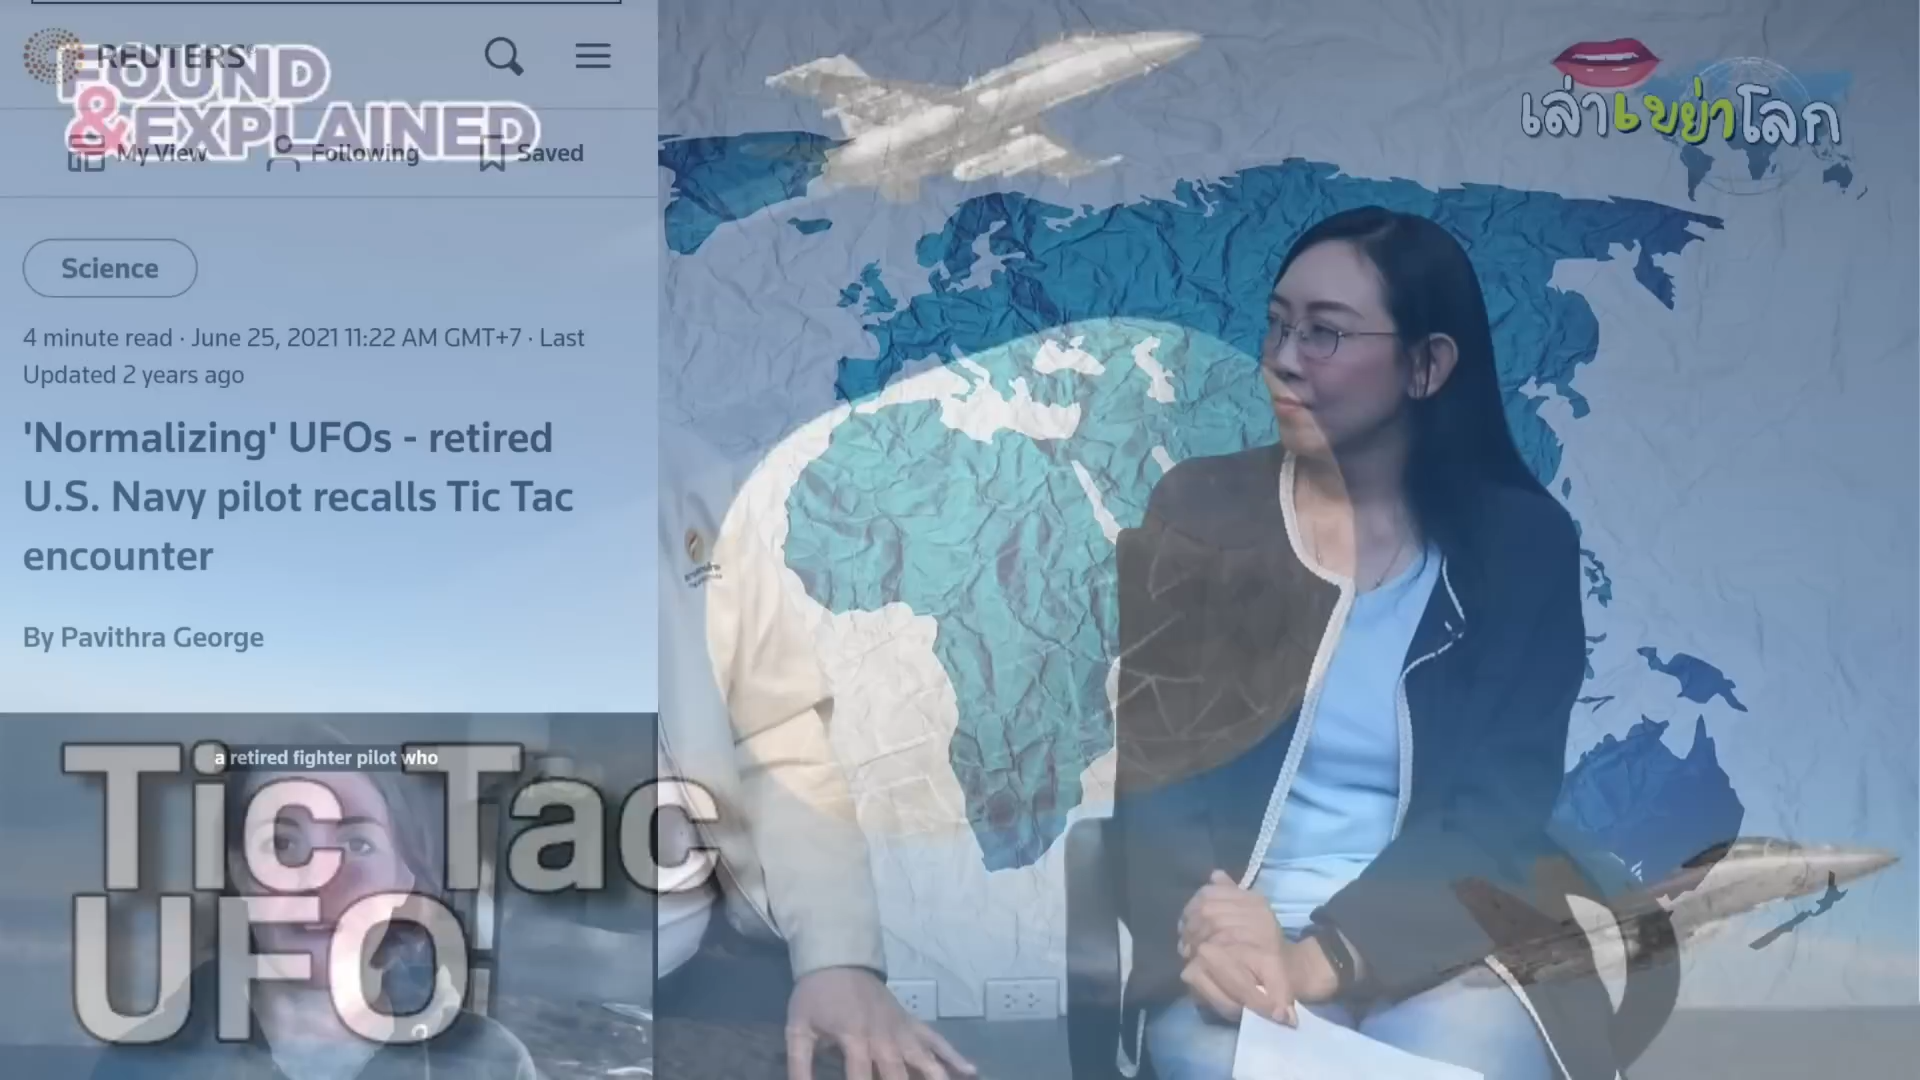 REUTERS
FOUND
&EXPLAINED
My View
Following
Saved
เล่าเขย่าโลก
Science
4 minute read · June 25, 2021 11:22 AM GMT+7 · Last
Updated 2 years ago
'Normalizing' UFOs - retired
U.S. Navy pilot recalls Tic Tac
encounter
By Pavithra George
a retired fighter pilot who
Tic Tac
UFO